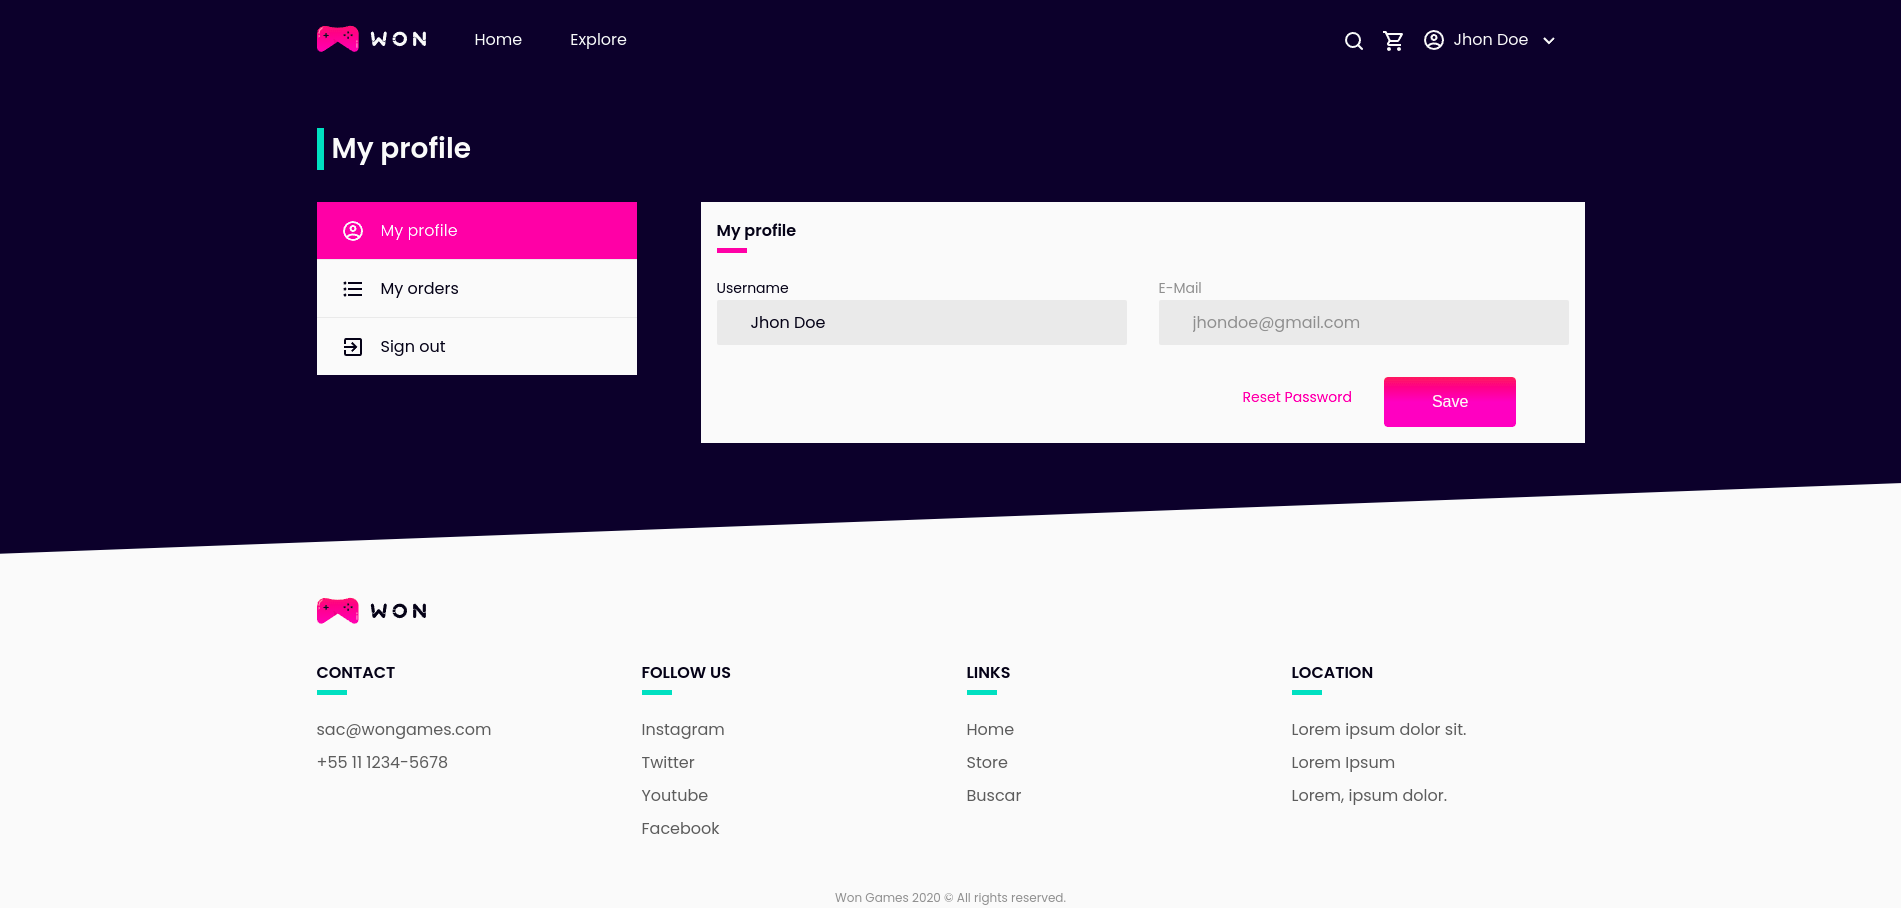 WON Home Explore Jhon Doe
My profile
My profile
My orders
Sign out
My profile
Username E-Mail
Jhon Doe jhondoe@gmail.com
Reset Password Save
WON
CONTACT
sac@wongames.com
+55 11 1234-5678
FOLLOW US
Instagram
Twitter
Youtube
Facebook
LINKS
Home
Store
Buscar
LOCATION
Lorem ipsum dolor sit.
Lorem Ipsum
Lorem, ipsum dolor.
Won Games 2020 © All rights reserved.